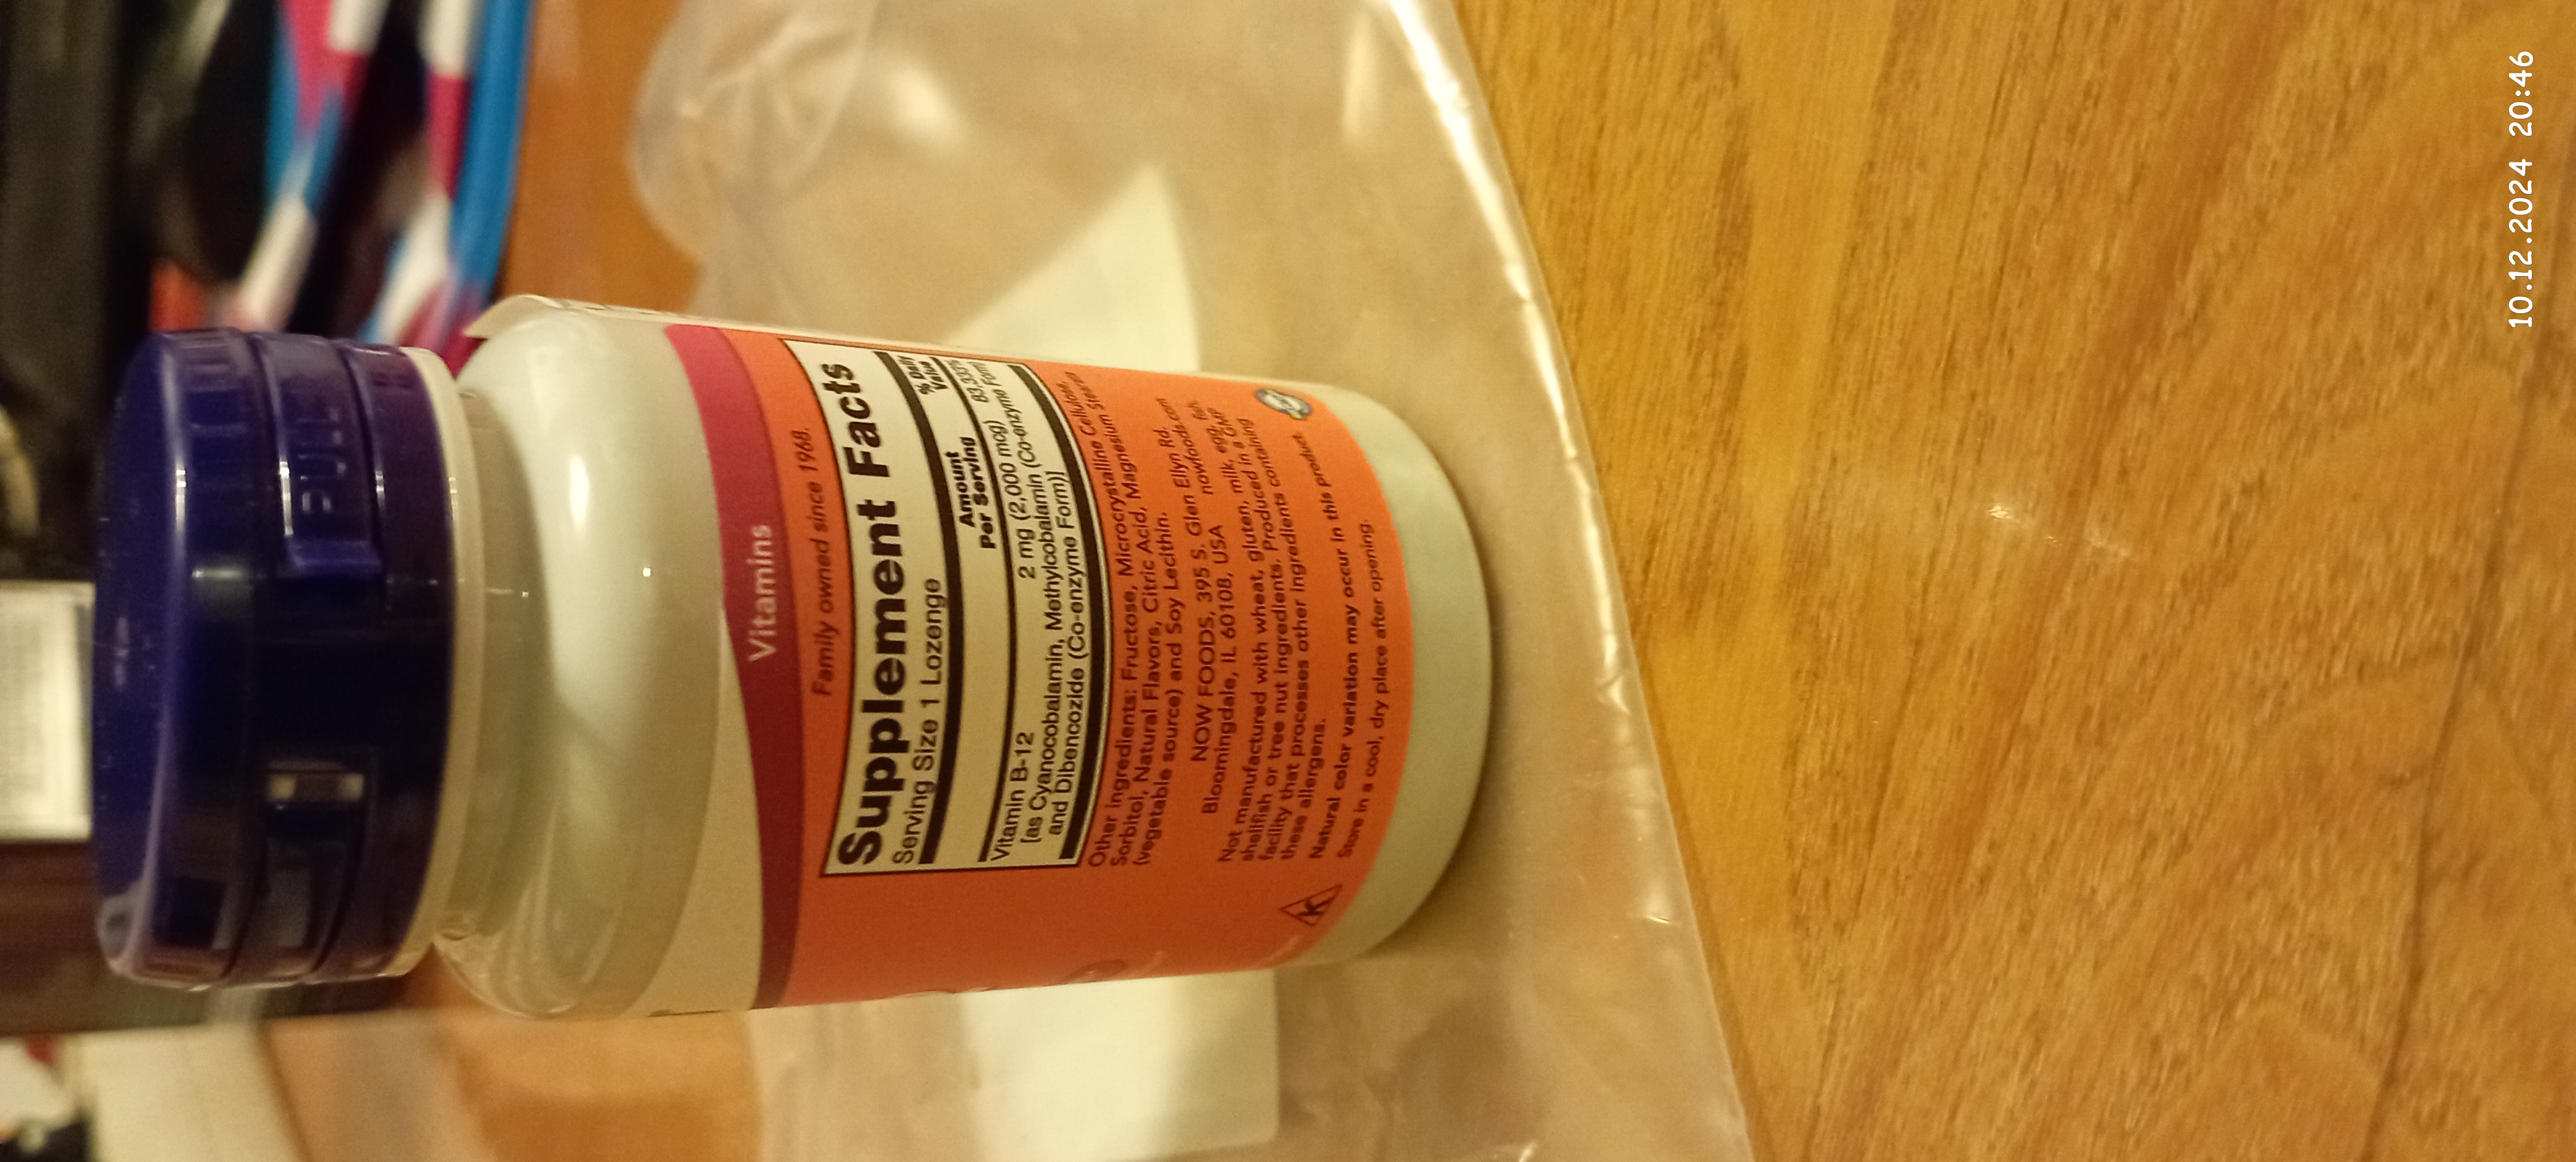 PULL
Vitamins
Family owned since 1968.
Supplement Facts
Serving Size 1 Lozenge
Amount
Per Serving
% Daily
Value
Vitamin B-12 2 mg (2,000 mcg) 83,333%
[as Cyanocobalamin, Methylcobalamin (Co-enzyme Form)
and Dibencozide (Co-enzyme Form)]
Other ingredients: Fructose, Microcrystalline Cellulose,
Sorbitol, Natural Flavors, Citric Acid, Magnesium Stearate
(vegetable source) and Soy Lecithin.
NOW FOODS, 395 S. Glen Ellyn Rd.
Bloomingdale, IL 60108, USA nowfoods.com
Not manufactured with wheat, gluten, milk, egg, fish,
shellfish or tree nut ingredients. Produced in a GMP
facility that processes other ingredients containing
these allergens.
Natural color variation may occur in this product.
Store in a cool, dry place after opening.
K
10.12.2024 20:46